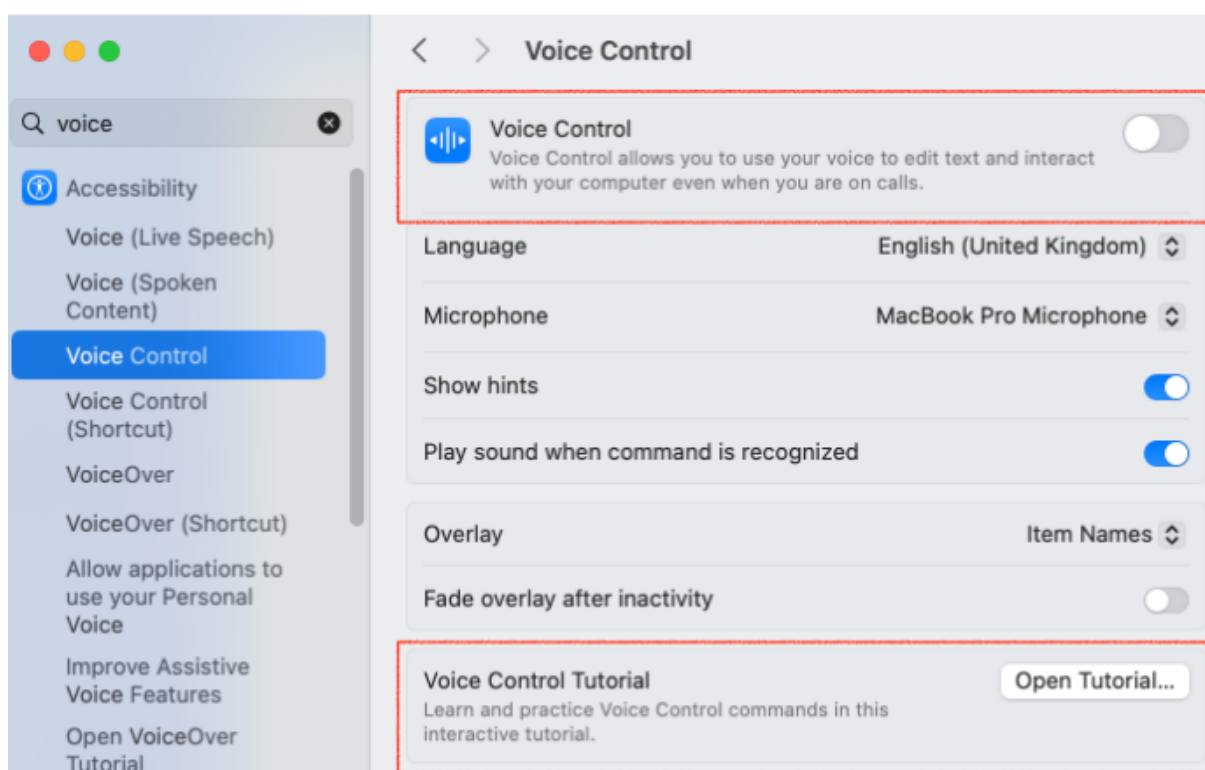 voice
Accessibility
Voice (Live Speech)
Voice (Spoken
Content)
Voice Control
Voice Control
(Shortcut)
VoiceOver
VoiceOver (Shortcut)
Allow applications to
use your Personal
Voice
Improve Assistive
Voice Features
Open VoiceOver
Tutorial
Voice Control
Voice Control
Voice Control allows you to use your voice to edit text and interact
with your computer even when you are on calls.
Language English (United Kingdom)
Microphone MacBook Pro Microphone
Show hints
Play sound when command is recognized
Overlay Item Names
Fade overlay after inactivity
Voice Control Tutorial Open Tutorial...
Learn and practice Voice Control commands in this
interactive tutorial.